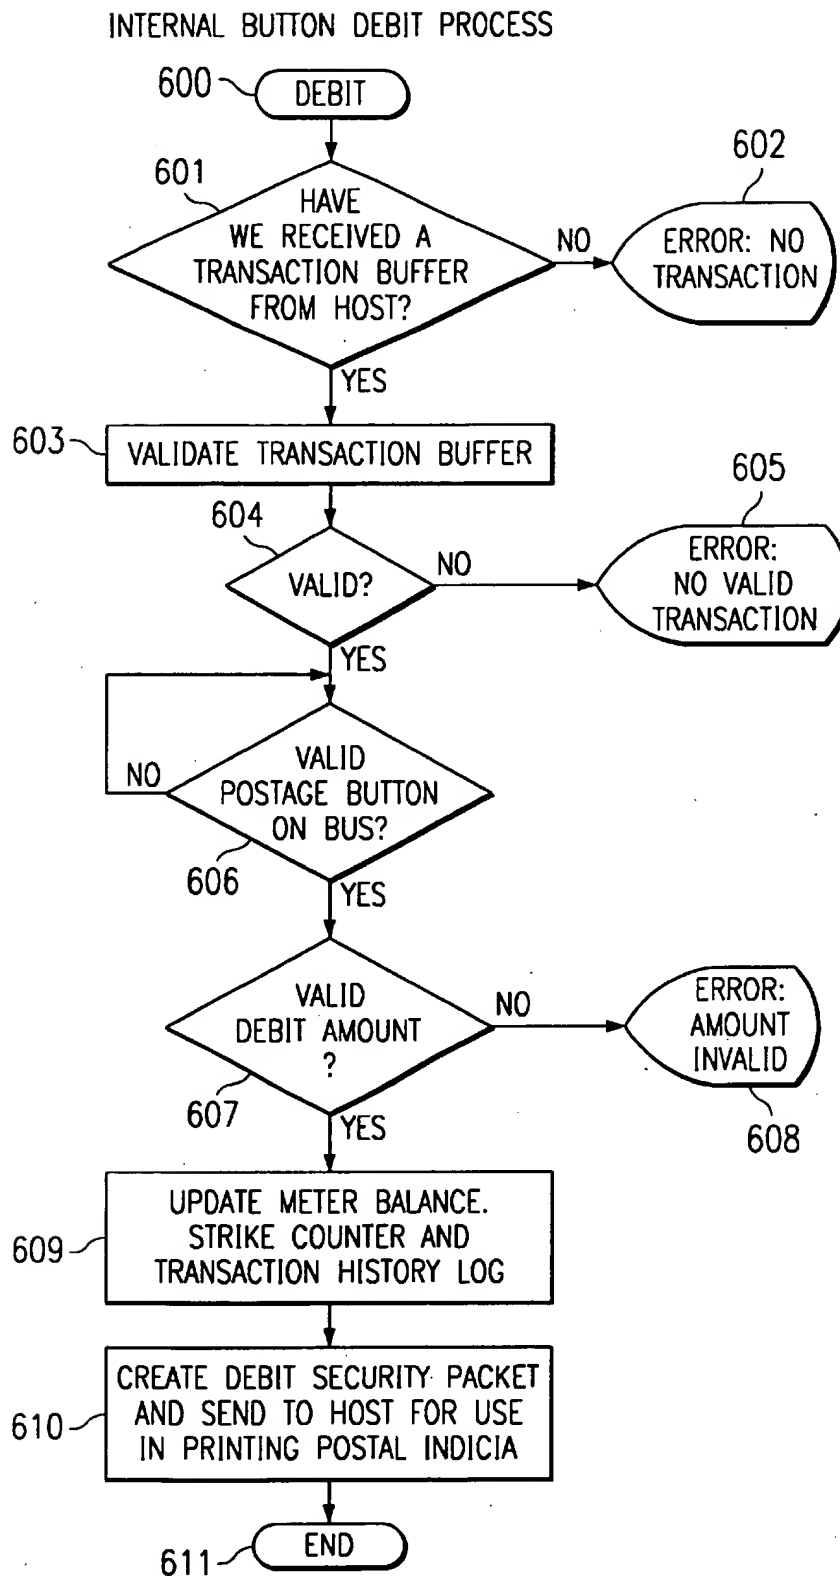 INTERNAL BUTTON DEBIT PROCESS
600
DEBIT
601
HAVE
WE RECEIVED A
TRANSACTION BUFFER
FROM HOST?
NO
602
ERROR: NO
TRANSACTION
YES
603
VALIDATE TRANSACTION BUFFER
604
VALID?
NO
605
ERROR:
NO VALID
TRANSACTION
YES
NO
VALID
POSTAGE BUTTON
ON BUS?
606
YES
VALID
DEBIT AMOUNT
?
607
NO
ERROR:
AMOUNT
INVALID
608
YES
609
UPDATE METER BALANCE.
STRIKE COUNTER AND
TRANSACTION HISTORY LOG
610
CREATE DEBIT SECURITY PACKET
AND SEND TO HOST FOR USE
IN PRINTING POSTAL INDICIA
END
611